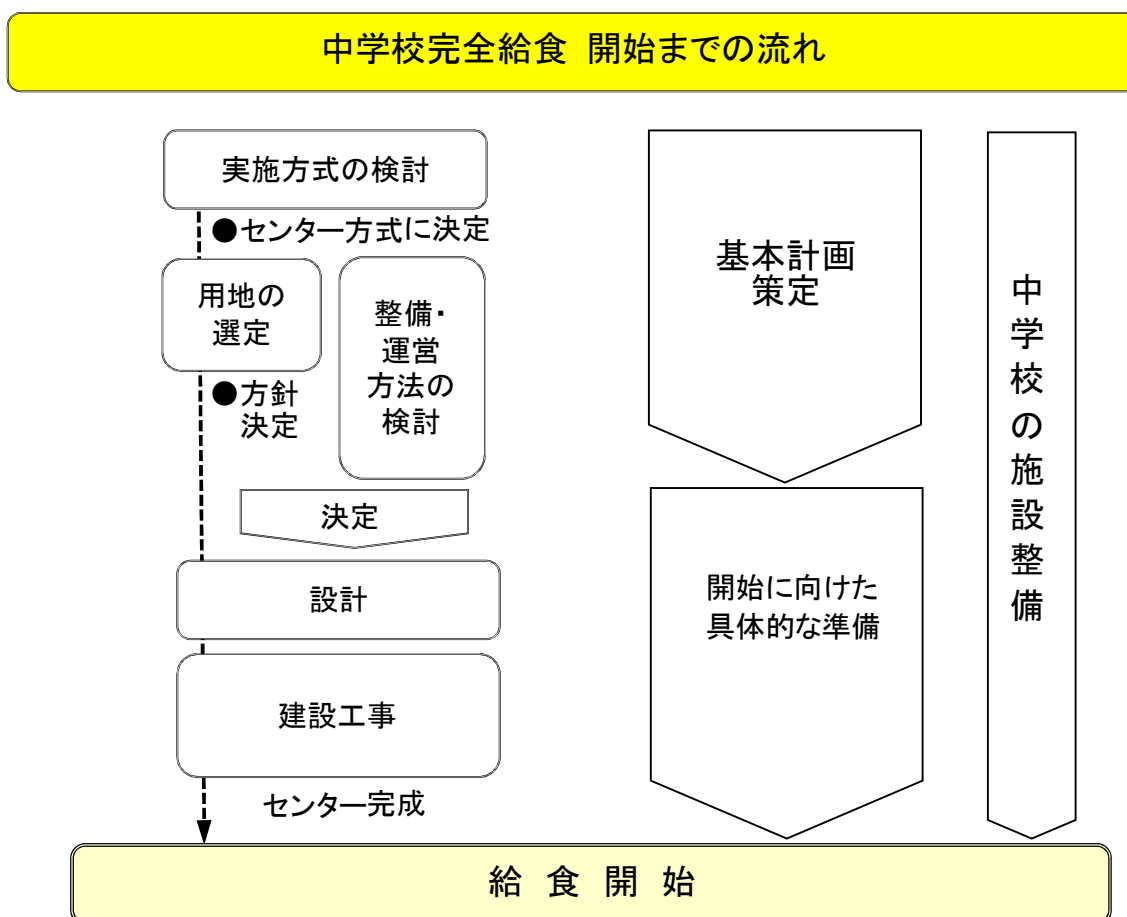 中学校完全給食 開始までの流れ
実施方式の検討
●センター方式に決定
用地の
選定
●方針
決定
整備・
運営
方法の
検討
決定
設計
建設工事
センター完成
基本計画
策定
開始に向けた
具体的な準備
中学校の施設整備
給食開始